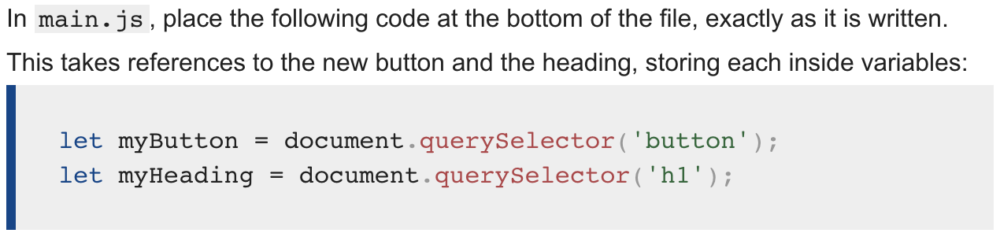 In main.js, place the following code at the bottom of the file, exactly as it is written.
This takes references to the new button and the heading, storing each inside variables:
let myButton = document.querySelector('button');
let myHeading = document.querySelector('h1');